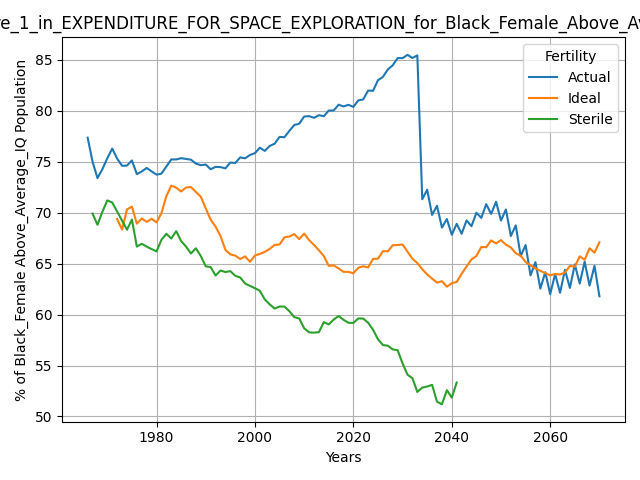 re_1_in_EXPENDITURE_FOR_SPACE_EXPLORATION_for_Black_Female_Above_Av
% of Black_Female Above_Average_IQ Population
85
80
75
70
65
60
55
50
1980
2000
2020
2040
2060
Years
Fertility
Actual
Ideal
Sterile